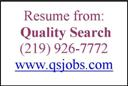 Resume from:
Quality Search
(219) 926-7772
www.qsjobs.com